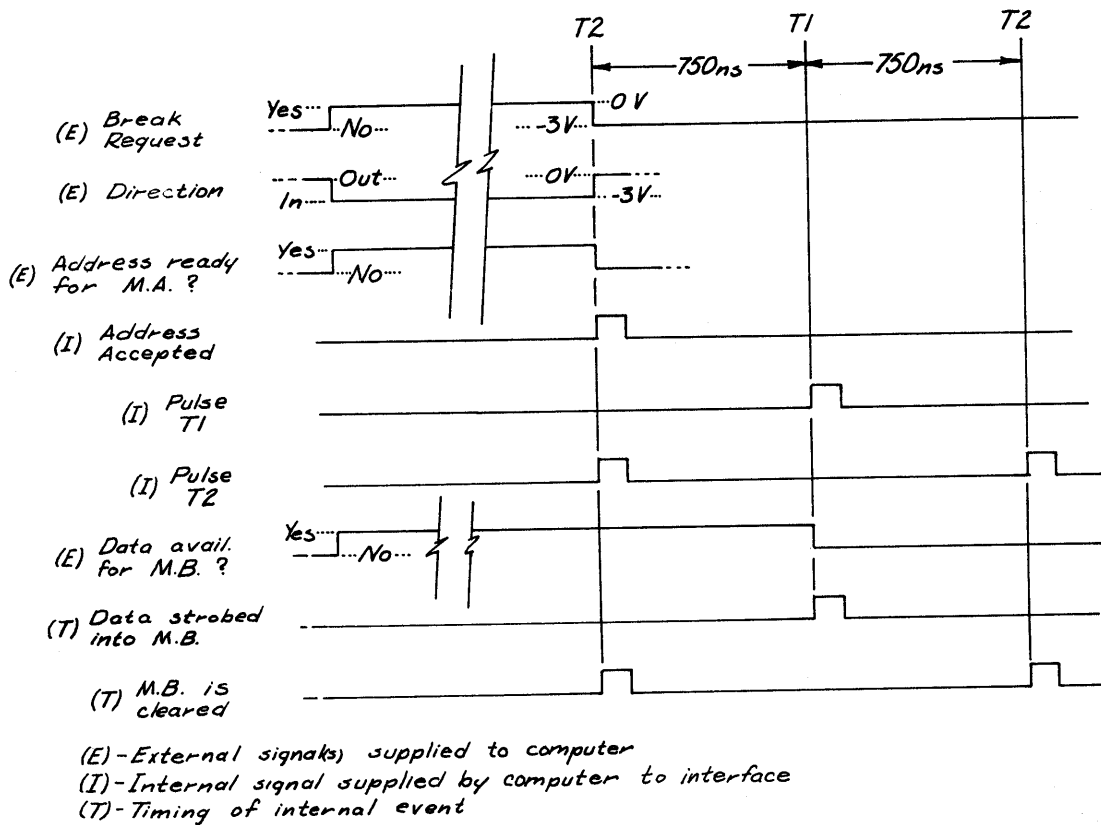 T2 T1 T2
750ns 750ns
(E) Break Request Yes No 0V -3V
(E) Direction Out In 0V -3V
(E) Address ready for M.A. ? Yes No
(I) Address Accepted
(I) Pulse T1
(I) Pulse T2
(E) Data avail. for M.B. ? Yes No
(T) Data strobed into M.B.
(T) M.B. is cleared
(E)-External signals, supplied to computer
(I)-Internal signal supplied by computer to interface
(T)-Timing of internal event